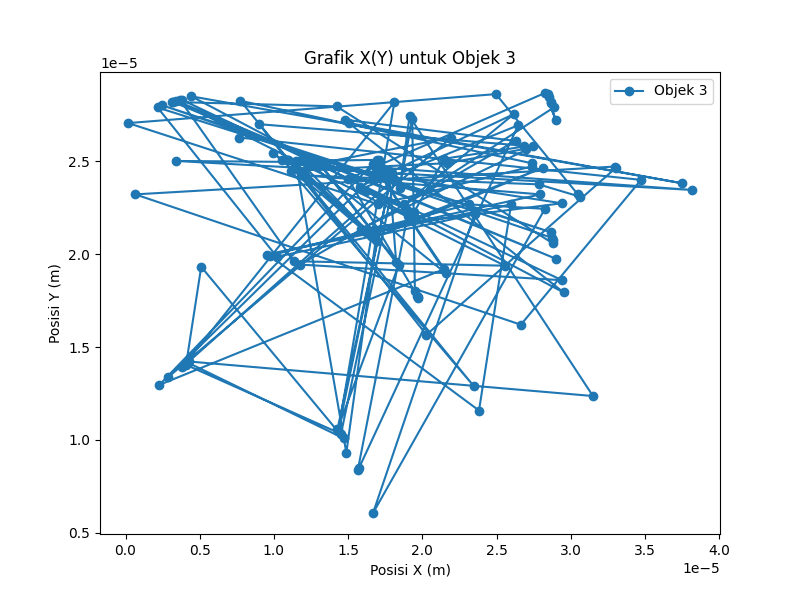 Grafik X(Y) untuk Objek 3
1e−5
Objek 3
2.5
2.0
1.5
1.0
0.5
Posisi Y (m)
0.0 0.5 1.0 1.5 2.0 2.5 3.0 3.5 4.0
Posisi X (m)
1e−5